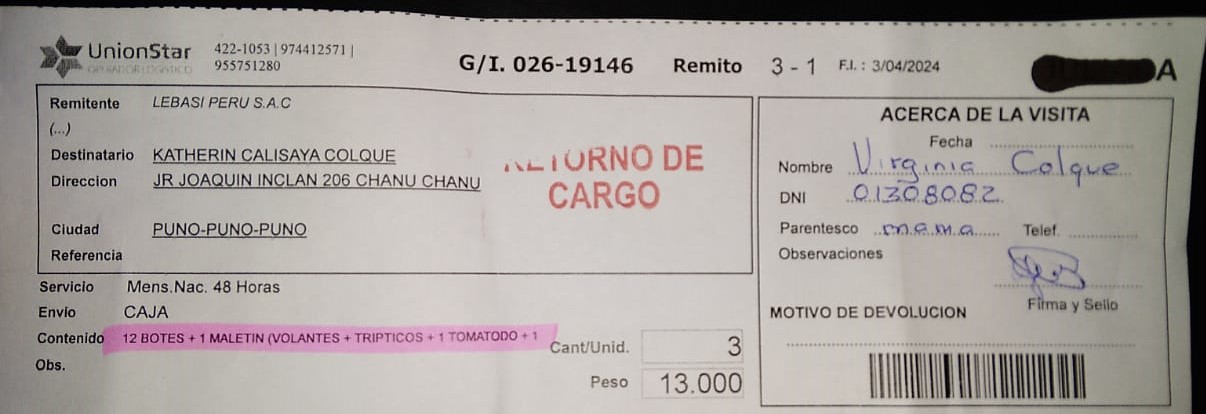 UnionStar
OPERADOR LOGISTICO
422-1053 | 974412571 |
955751280
G/I. 026-19146 Remito 3 - 1 F.I. : 3/04/2024
A
Remitente LEBASI PERU S.A.C
(...)
Destinatario KATHERIN CALISAYA COLQUE
Direccion JR JOAQUIN INCLAN 206 CHANU CHANU
Ciudad PUNO-PUNO-PUNO
Referencia
RETORNO DE
CARGO
Servicio Mens.Nac. 48 Horas
Envío CAJA
Contenido 12 BOTES + 1 MALETIN (VOLANTES + TRIPTICOS + 1 TOMATODO + 1
Obs.
Cant/Unid. 3
Peso 13.000
ACERCA DE LA VISITA
Fecha
Nombre Virginia Colque
DNI 01308082
Parentesco mama Telef.
Observaciones
Firma y Sello
MOTIVO DE DEVOLUCION